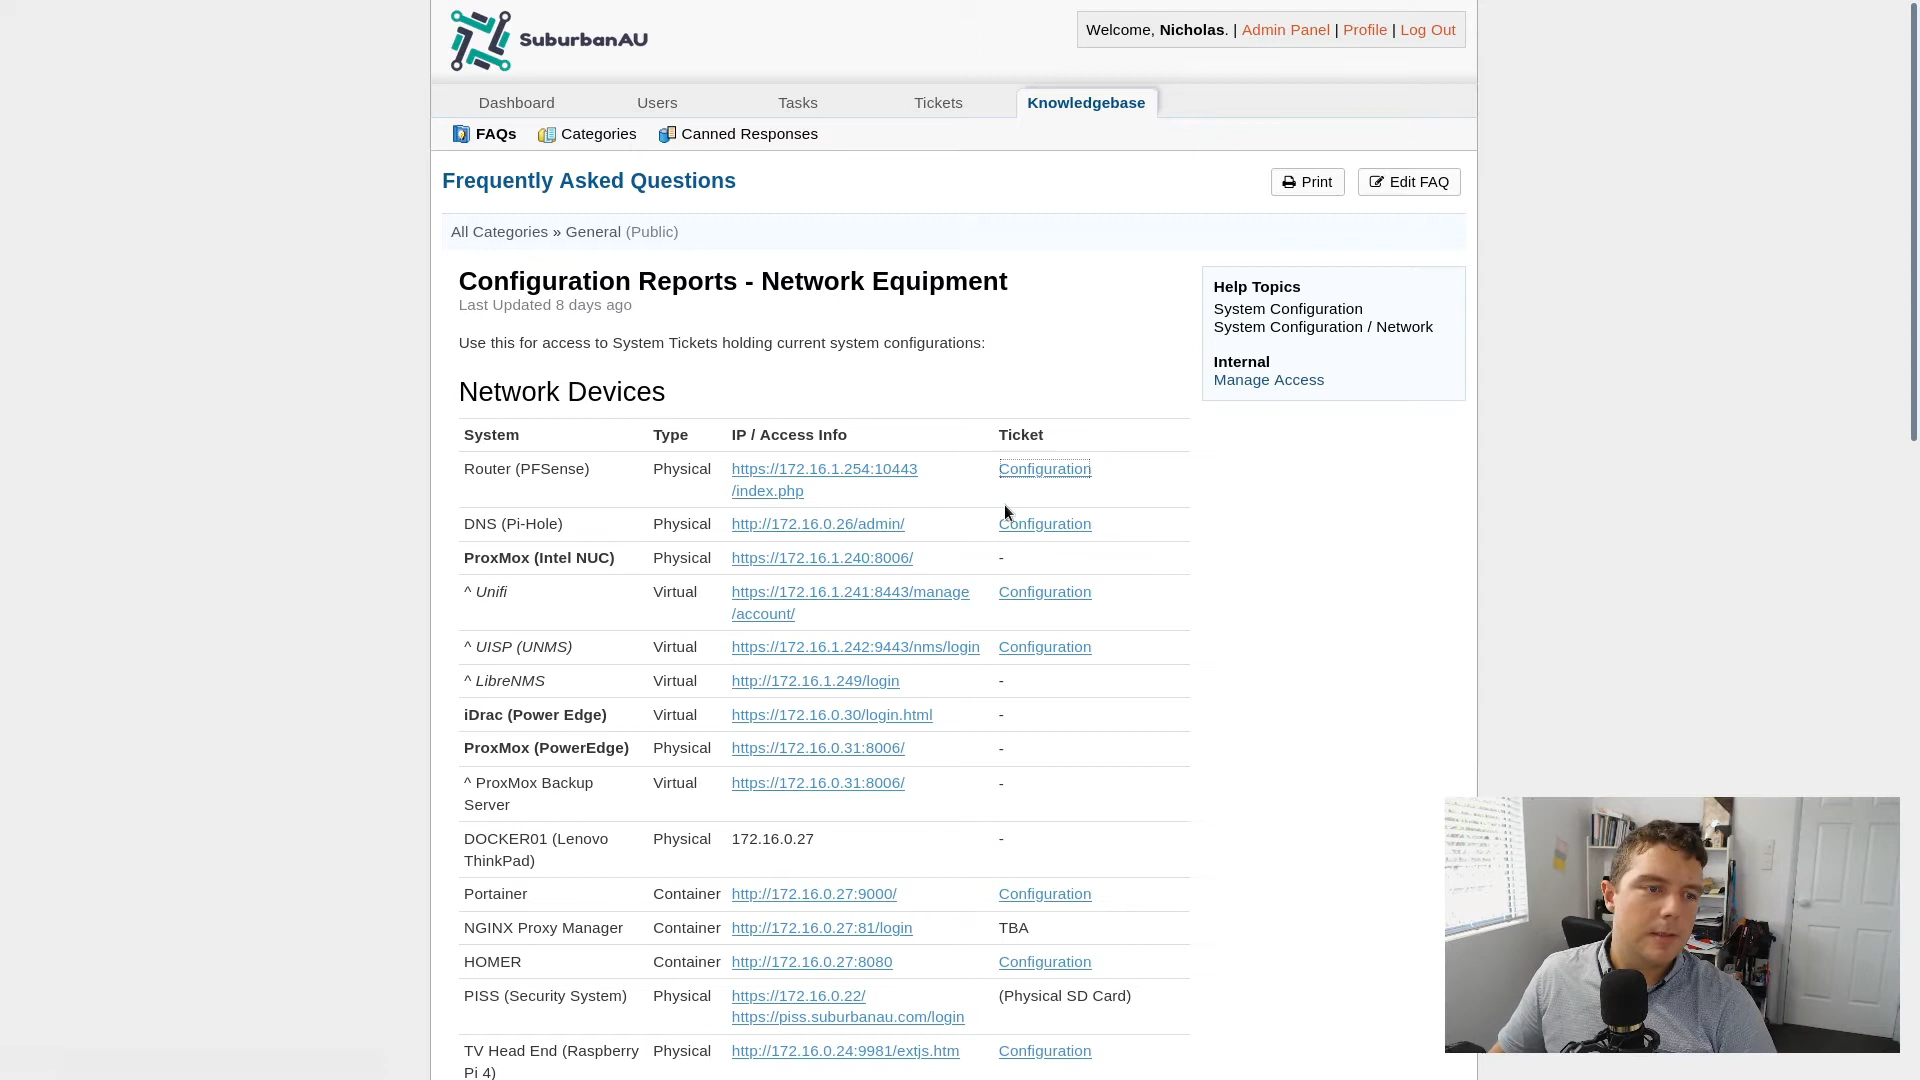 SuburbanAU
Welcome, Nicholas. | Admin Panel | Profile | Log Out
Dashboard Users Tasks Tickets Knowledgebase
FAQs Categories Canned Responses
Frequently Asked Questions
Print Edit FAQ
All Categories » General (Public)
Configuration Reports - Network Equipment
Last Updated 8 days ago
Use this for access to System Tickets holding current system configurations:
Help Topics
System Configuration
System Configuration / Network
Internal
Manage Access
Network Devices
System Type IP / Access Info Ticket
Router (PFSense) Physical https://172.16.1.254:10443 Configuration
/index.php
DNS (Pi-Hole) Physical http://172.16.0.26/admin/ Configuration
ProxMox (Intel NUC) Physical https://172.16.1.240:8006/ -
^ Unifi Virtual https://172.16.1.241:8443/manage Configuration
/account/
^ UISP (UNMS) Virtual https://172.16.1.242:9443/nms/login Configuration
^ LibreNMS Virtual http://172.16.1.249/login -
iDrac (Power Edge) Virtual https://172.16.0.30/login.html -
ProxMox (PowerEdge) Physical https://172.16.0.31:8006/ -
^ ProxMox Backup Virtual https://172.16.0.31:8006/ -
Server
DOCKER01 (Lenovo Physical 172.16.0.27 -
ThinkPad)
Portainer Container http://172.16.0.27:9000/ Configuration
NGINX Proxy Manager Container http://172.16.0.27:81/login TBA
HOMER Container http://172.16.0.27:8080 Configuration
PISS (Security System) Physical https://172.16.0.22/ (Physical SD Card)
https://piss.suburbanau.com/login
TV Head End (Raspberry Physical http://172.16.0.24:9981/extjs.htm Configuration
Pi 4)